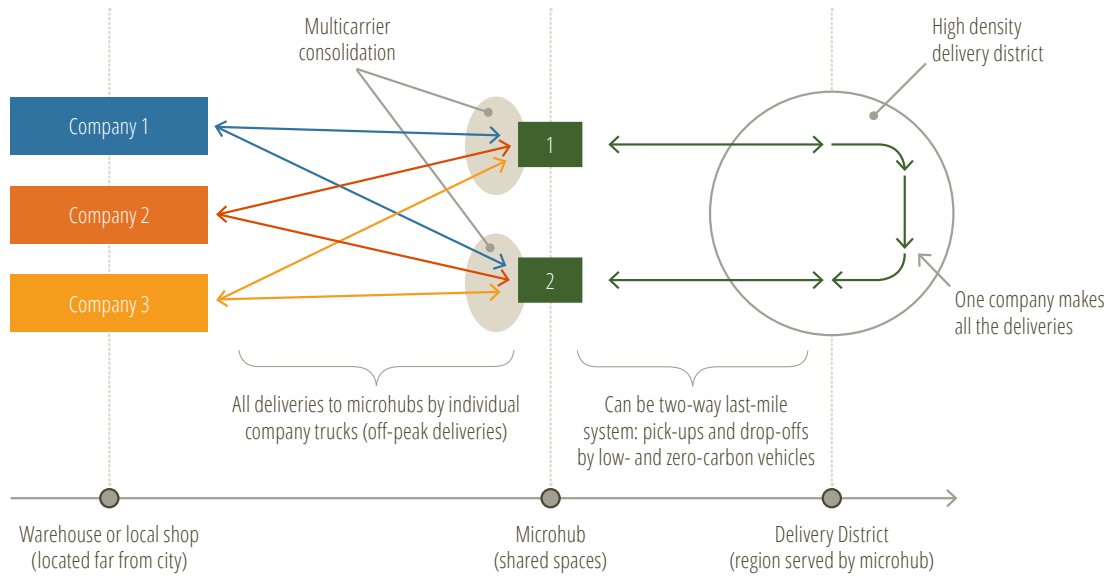 Multicarrier
consolidation
High density
delivery district
Company 1
Company 2
Company 3
1
2
One company makes
all the deliveries
All deliveries to microhubs by individual
company trucks (off-peak deliveries)
Can be two-way last-mile
system: pick-ups and drop-offs
by low- and zero-carbon vehicles
Warehouse or local shop
(located far from city)
Microhub
(shared spaces)
Delivery District
(region served by microhub)